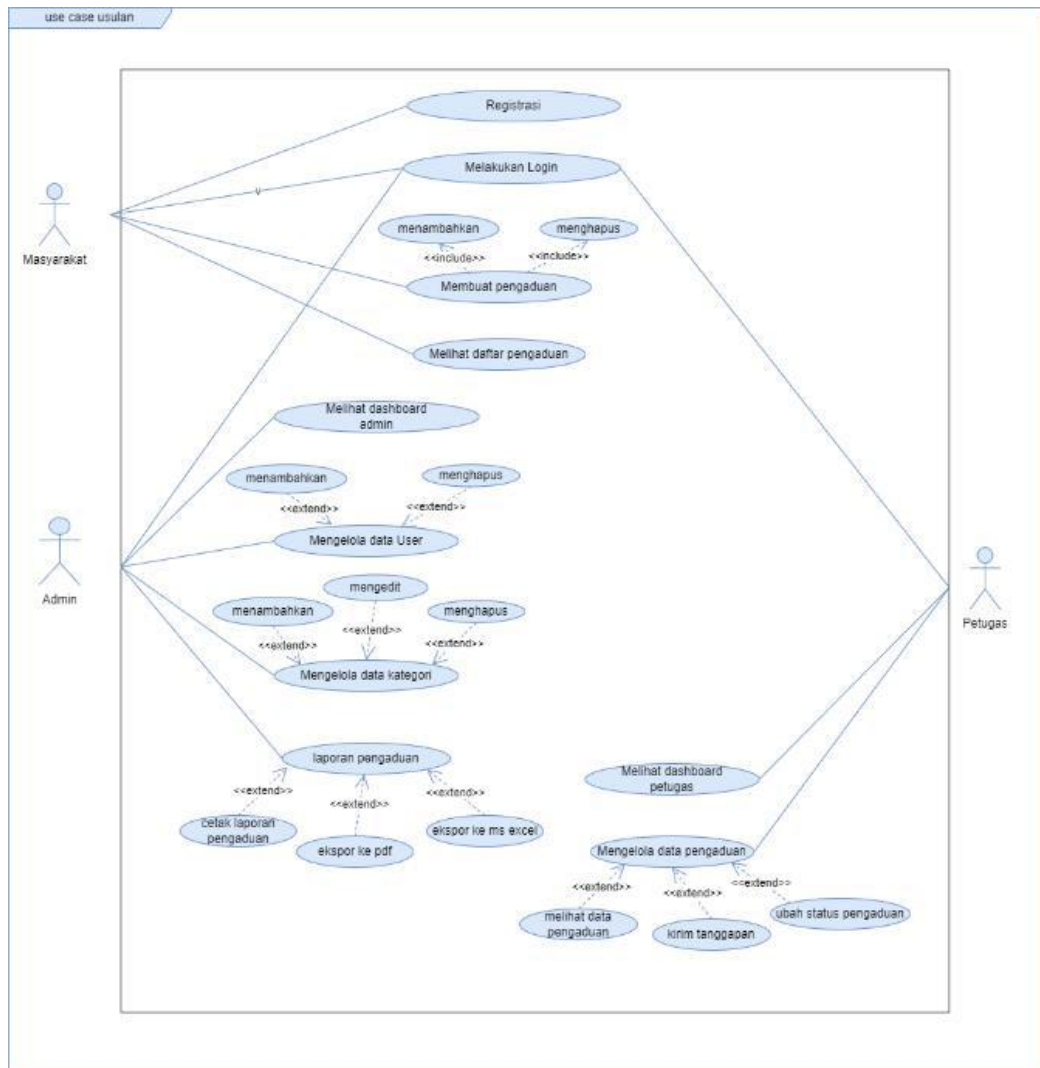 use case usulan
Registrasi
Melakukan Login
v
menambahkan
menghapus
<<include>>
<<include>>
Masyarakat
Membuat pengaduan
Melihat daftar pengaduan
Melihat dashboard
admin
menambahkan
menghapus
<<extend>>
<<extend>>
Mengelola data User
mengedit
Admin
menambahkan
menghapus
Petugas
<<extend>>
<<extend>>
<<extend>>
Mengelola data kategori
laporan pengaduan
Melihat dashboard
petugas
<<extend>>
<<extend>>
<<extend>>
cetak laporan
pengaduan
ekspor ke ms excel
ekspor ke pdf
Mengelola data pengaduan
<<extend>>
<<extend>>
<<extend>>
melihat data
pengaduan
kirim tanggapan
ubah status pengaduan